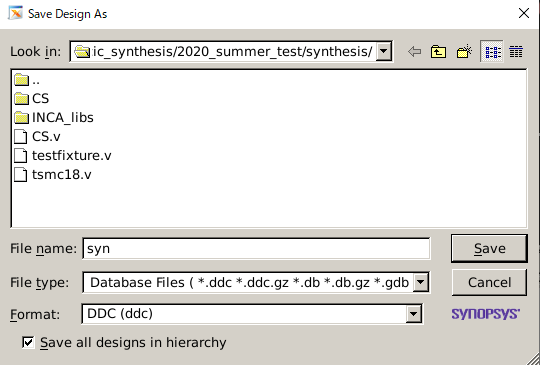 Save Design As
Look in: ic_synthesis/2020_summer_test/synthesis/
..
CS
INCA_libs
CS.v
testfixture.v
tsmc18.v
File name: syn Save
File type: Database Files ( *.ddc *.ddc.gz *.db *.db.gz *.gdb Cancel
Format: DDC (ddc) SYNOPSYS®
Save all designs in hierarchy